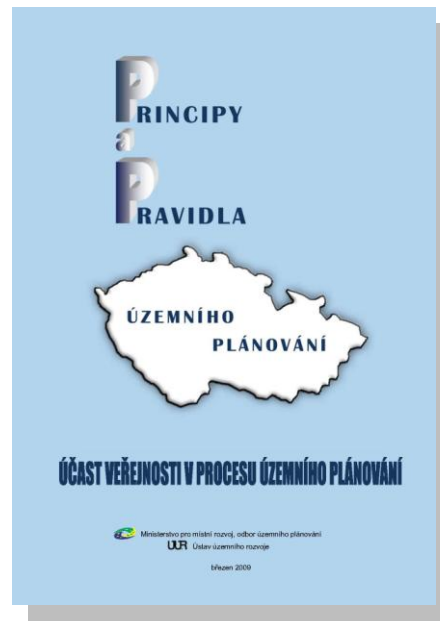 PRINCIPY
a
PRAVIDLA
ÚZEMNÍHO
PLÁNOVÁNÍ
ÚČAST VEŘEJNOSTI V PROCESU ÚZEMNÍHO PLÁNOVÁNÍ
Ministerstvo pro místní rozvoj, odbor územního plánování
UUR Ústav územního rozvoje
březen 2009